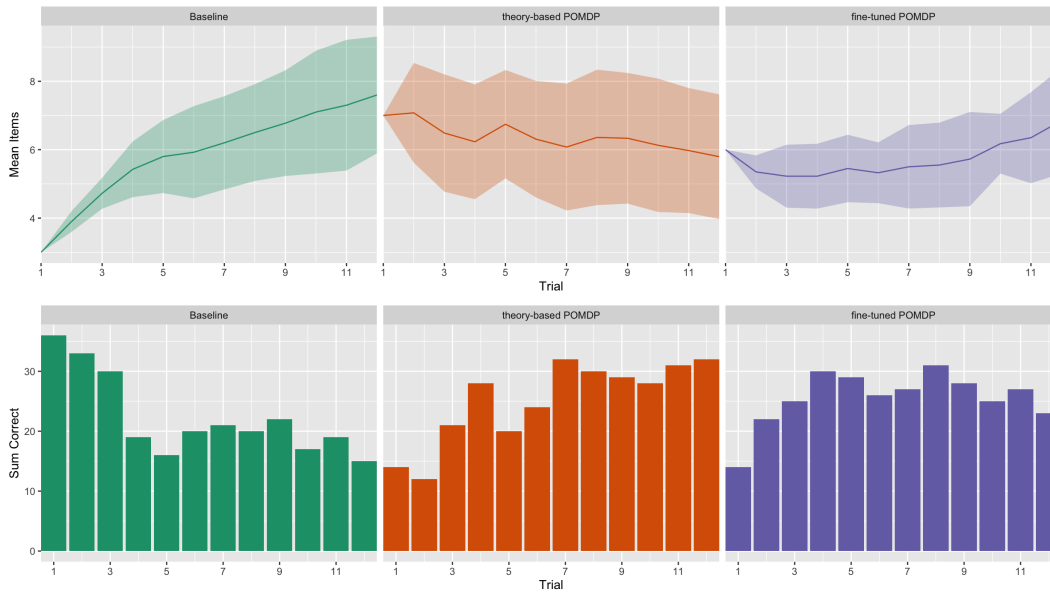 Baseline theory-based POMDP fine-tuned POMDP
Mean Items
8
6
4
1 3 5 7 9 11 1 3 5 7 9 11 1 3 5 7 9 11
Trial
Baseline theory-based POMDP fine-tuned POMDP
Sum Correct
30
20
10
0
1 3 5 7 9 11 1 3 5 7 9 11 1 3 5 7 9 11
Trial